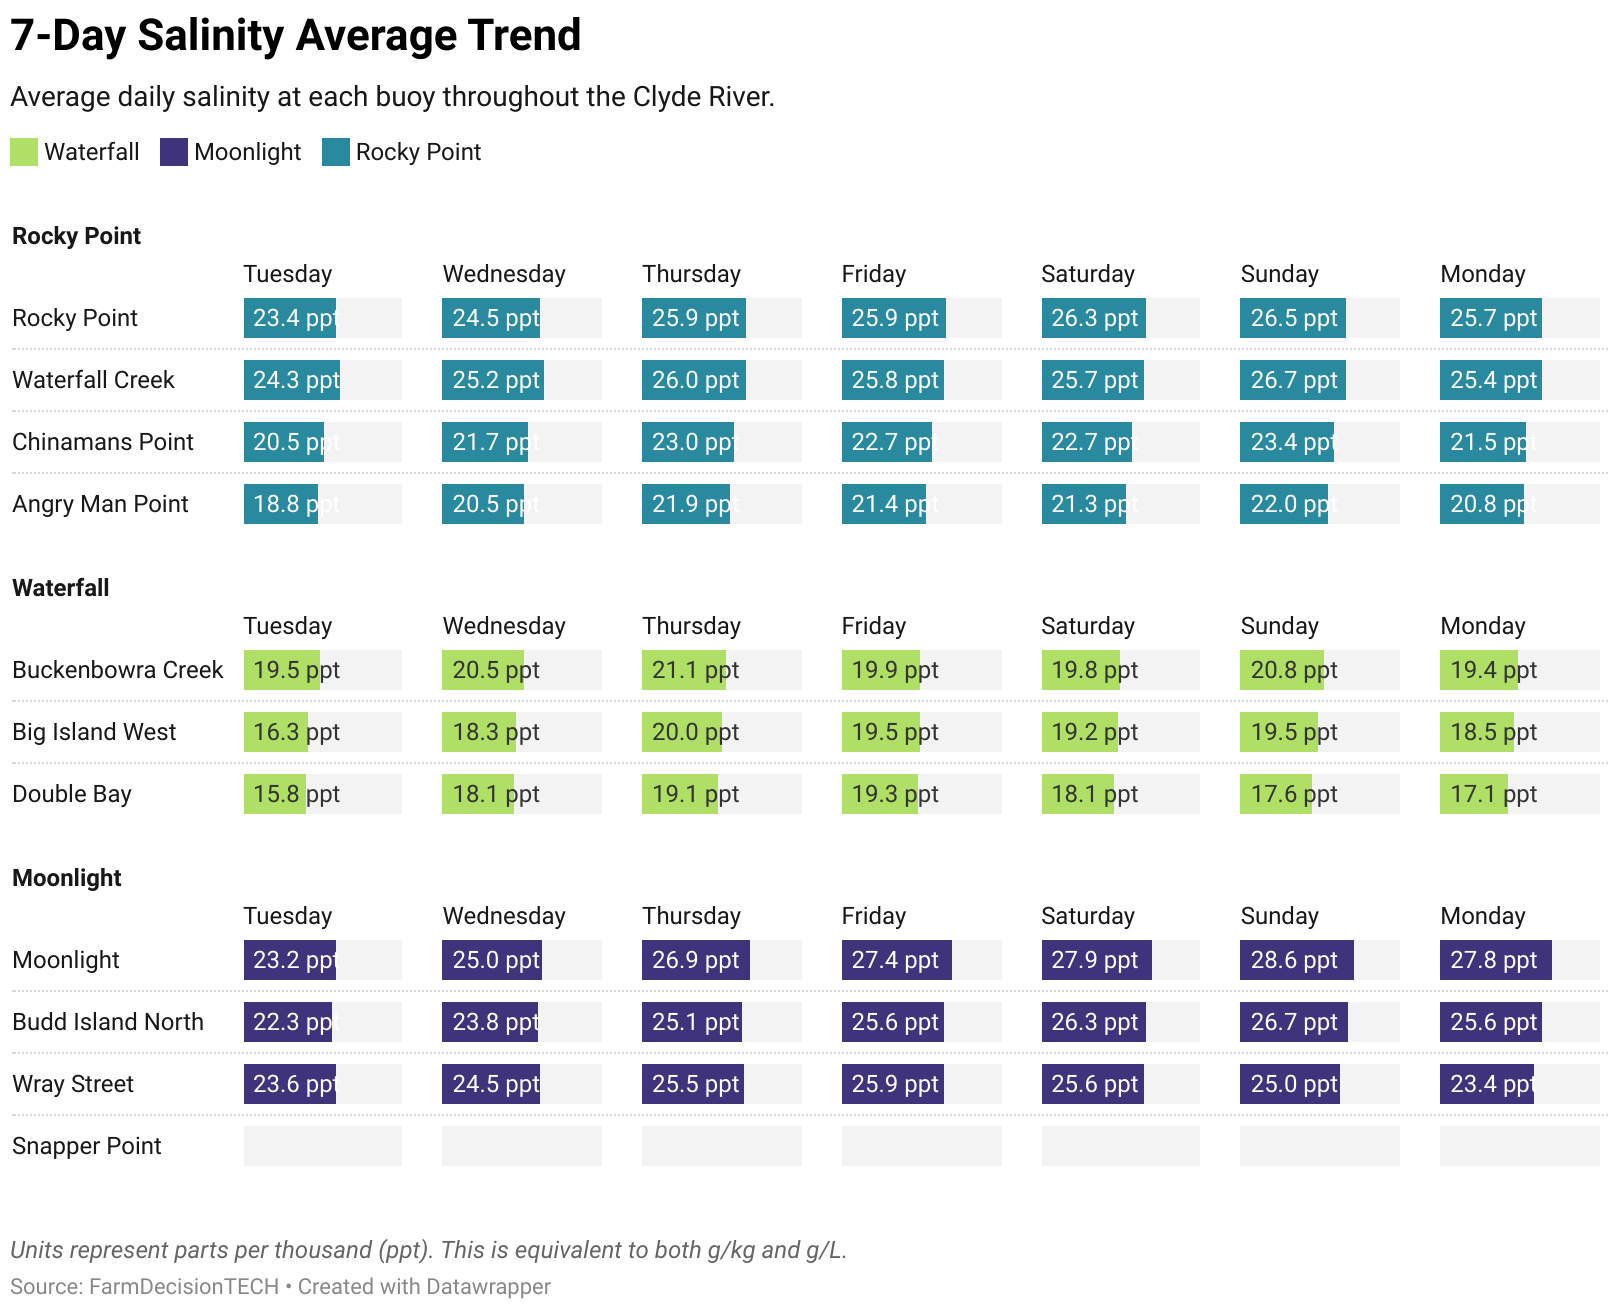 7-Day Salinity Average Trend
Average daily salinity at each buoy throughout the Clyde River.
Waterfall Moonlight Rocky Point
Rocky Point
Tuesday Wednesday Thursday Friday Saturday Sunday Monday
Rocky Point 23.4 ppt 24.5 ppt 25.9 ppt 25.9 ppt 26.3 ppt 26.5 ppt 25.7 ppt
Waterfall Creek 24.3 ppt 25.2 ppt 26.0 ppt 25.8 ppt 25.7 ppt 26.7 ppt 25.4 ppt
Chinamans Point 20.5 ppt 21.7 ppt 23.0 ppt 22.7 ppt 22.7 ppt 23.4 ppt 21.5 ppt
Angry Man Point 18.8 ppt 20.5 ppt 21.9 ppt 21.4 ppt 21.3 ppt 22.0 ppt 20.8 ppt
Waterfall
Tuesday Wednesday Thursday Friday Saturday Sunday Monday
Buckenbowra Creek 19.5 ppt 20.5 ppt 21.1 ppt 19.9 ppt 19.8 ppt 20.8 ppt 19.4 ppt
Big Island West 16.3 ppt 18.3 ppt 20.0 ppt 19.5 ppt 19.2 ppt 19.5 ppt 18.5 ppt
Double Bay 15.8 ppt 18.1 ppt 19.1 ppt 19.3 ppt 18.1 ppt 17.6 ppt 17.1 ppt
Moonlight
Tuesday Wednesday Thursday Friday Saturday Sunday Monday
Moonlight 23.2 ppt 25.0 ppt 26.9 ppt 27.4 ppt 27.9 ppt 28.6 ppt 27.8 ppt
Budd Island North 22.3 ppt 23.8 ppt 25.1 ppt 25.6 ppt 26.3 ppt 26.7 ppt 25.6 ppt
Wray Street 23.6 ppt 24.5 ppt 25.5 ppt 25.9 ppt 25.6 ppt 25.0 ppt 23.4 ppt
Snapper Point
Units represent parts per thousand (ppt). This is equivalent to both g/kg and g/L.
Source: FarmDecisionTECH • Created with Datawrapper